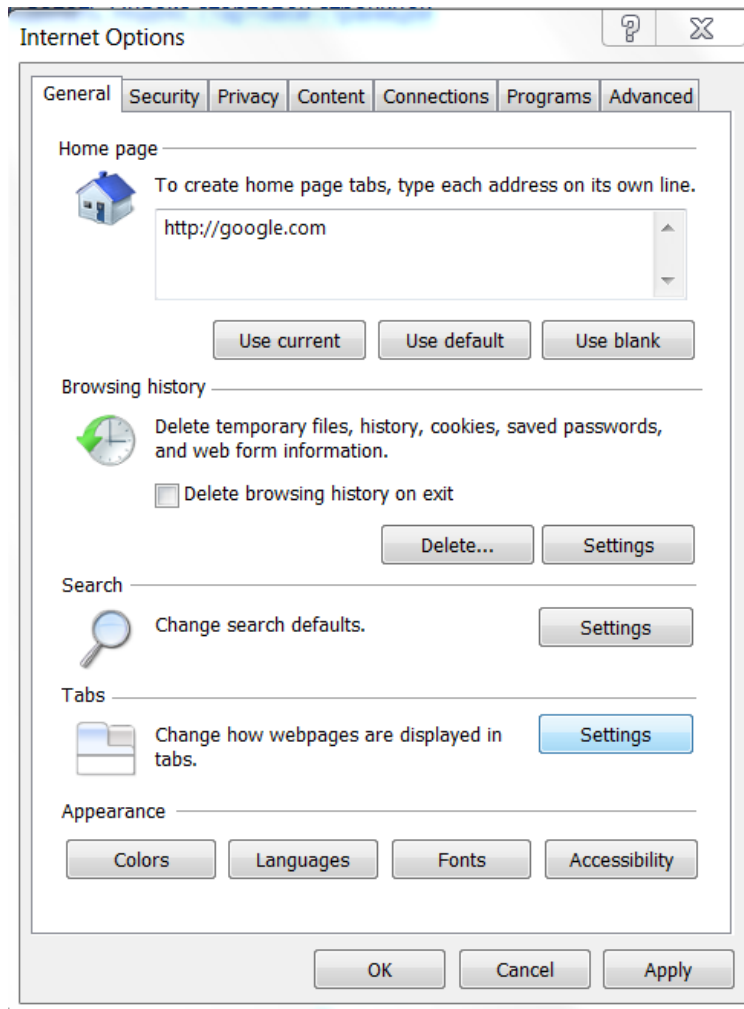 Internet Options
General Security Privacy Content Connections Programs Advanced
Home page
To create home page tabs, type each address on its own line.
http://google.com
Use current Use default Use blank
Browsing history
Delete temporary files, history, cookies, saved passwords,
and web form information.
Delete browsing history on exit
Delete... Settings
Search
Change search defaults.
Settings
Tabs
Change how webpages are displayed in
tabs.
Settings
Appearance
Colors Languages Fonts Accessibility
OK Cancel Apply